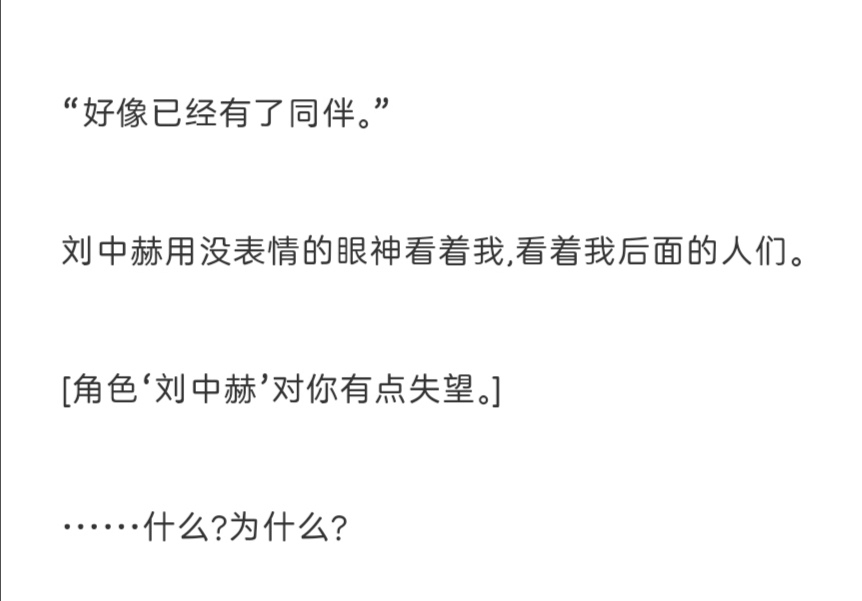 “好像已经有了同伴。”
刘中赫用没表情的眼神看着我,看着我后面的人们。
[角色‘刘中赫’对你有点失望。]
……什么?为什么?